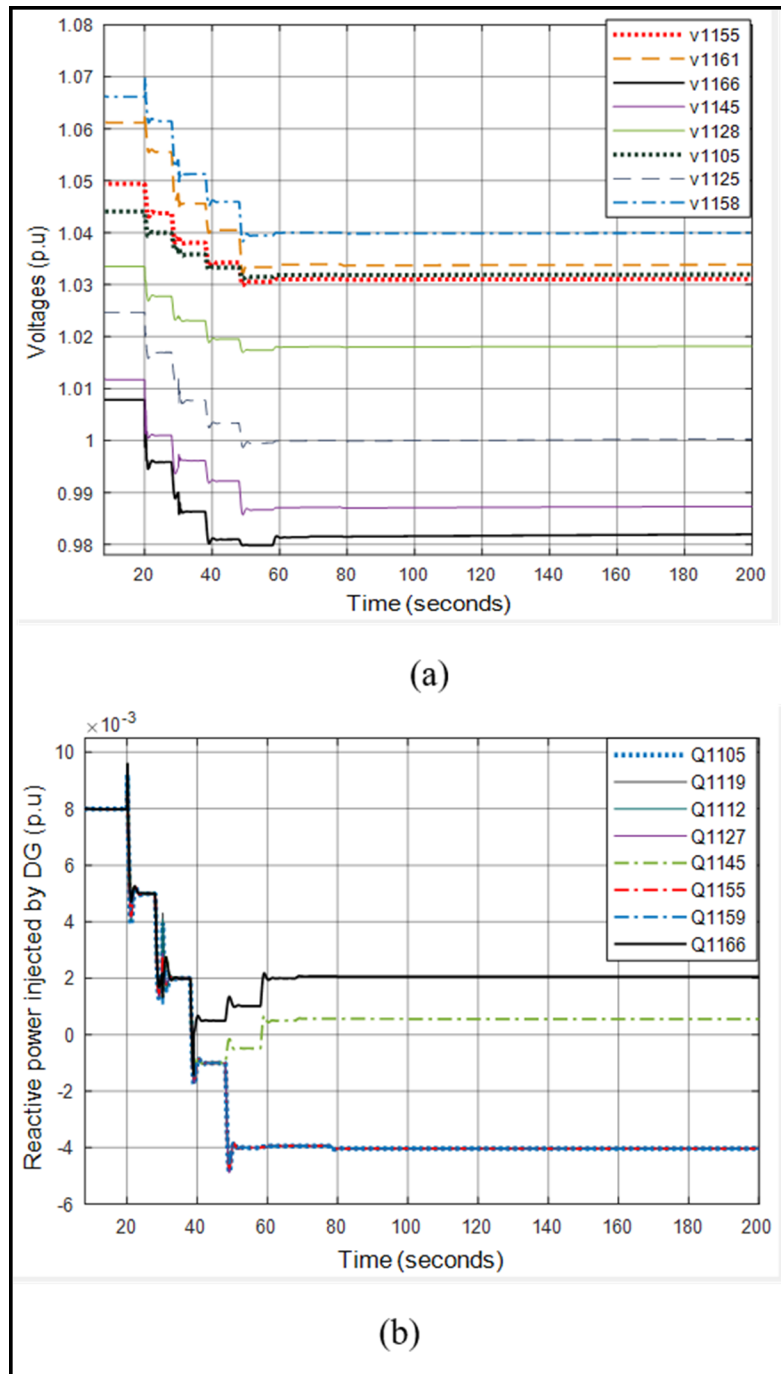 1.08
1.07
1.06
1.05
1.04
1.03
1.02
1.01
1
0.99
0.98
Voltages (p.u)
v1155
v1161
v1166
v1145
v1128
v1105
v1125
v1158
20 40 60 80 100 120 140 160 180 200
Time (seconds)
(a)
×10⁻³
10
8
6
4
2
0
-2
-4
-6
Reactive power injected by DG (p.u)
Q1105
Q1119
Q1112
Q1127
Q1145
Q1155
Q1159
Q1166
20 40 60 80 100 120 140 160 180 200
Time (seconds)
(b)